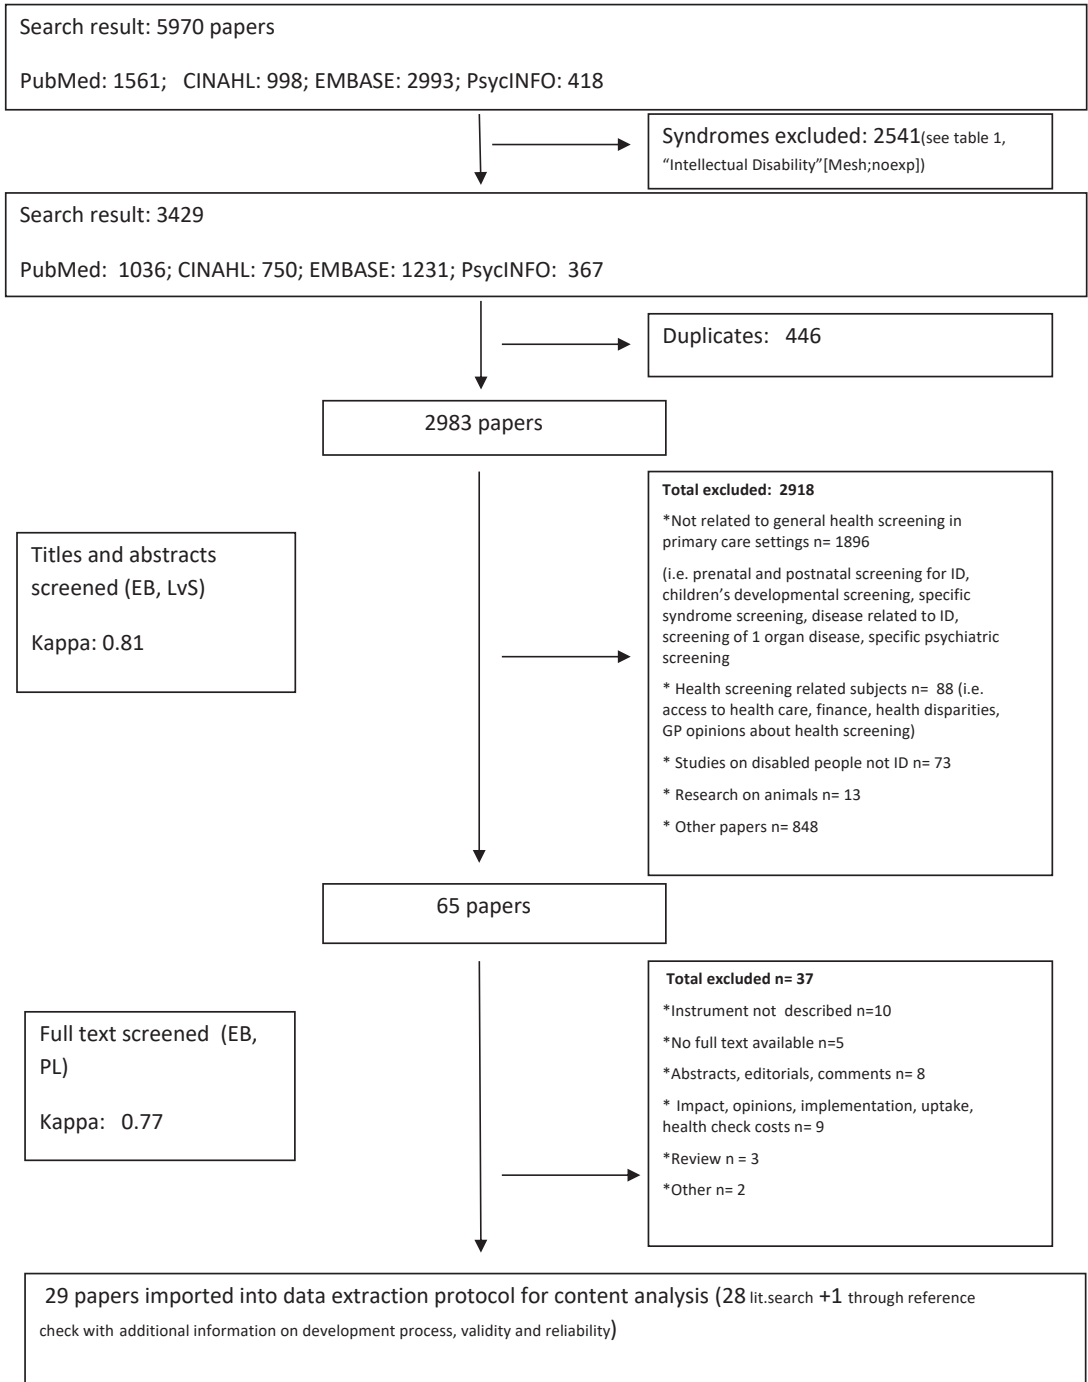 Search result: 5970 papers
PubMed: 1561;   CINAHL: 998; EMBASE: 2993; PsycINFO: 418
Syndromes excluded: 2541(see table 1,
“Intellectual Disability”[Mesh;noexp])
Search result: 3429
PubMed:  1036; CINAHL: 750; EMBASE: 1231; PsycINFO:  367
Duplicates:   446
2983 papers
Titles and abstracts
screened (EB, LvS)
Kappa: 0.81
Total excluded:  2918
*Not related to general health screening in
primary care settings n= 1896
(i.e. prenatal and postnatal screening for ID,
children’s developmental screening, specific
syndrome screening, disease related to ID,
screening of 1 organ disease, specific psychiatric
screening
* Health screening related subjects n=  88 (i.e.
access to health care, finance, health disparities,
GP opinions about health screening)
* Studies on disabled people not ID n= 73
* Research on animals n= 13
* Other papers n= 848
65 papers
Full text screened  (EB,
PL)
Kappa:   0.77
Total excluded n= 37
*Instrument not  described n=10
*No full text available n=5
*Abstracts, editorials, comments n= 8
*  Impact, opinions, implementation, uptake,
health check costs n= 9
*Review n = 3
*Other n= 2
29 papers imported into data extraction protocol for content analysis (28 lit.search +1 through reference
check with additional information on development process, validity and reliability)